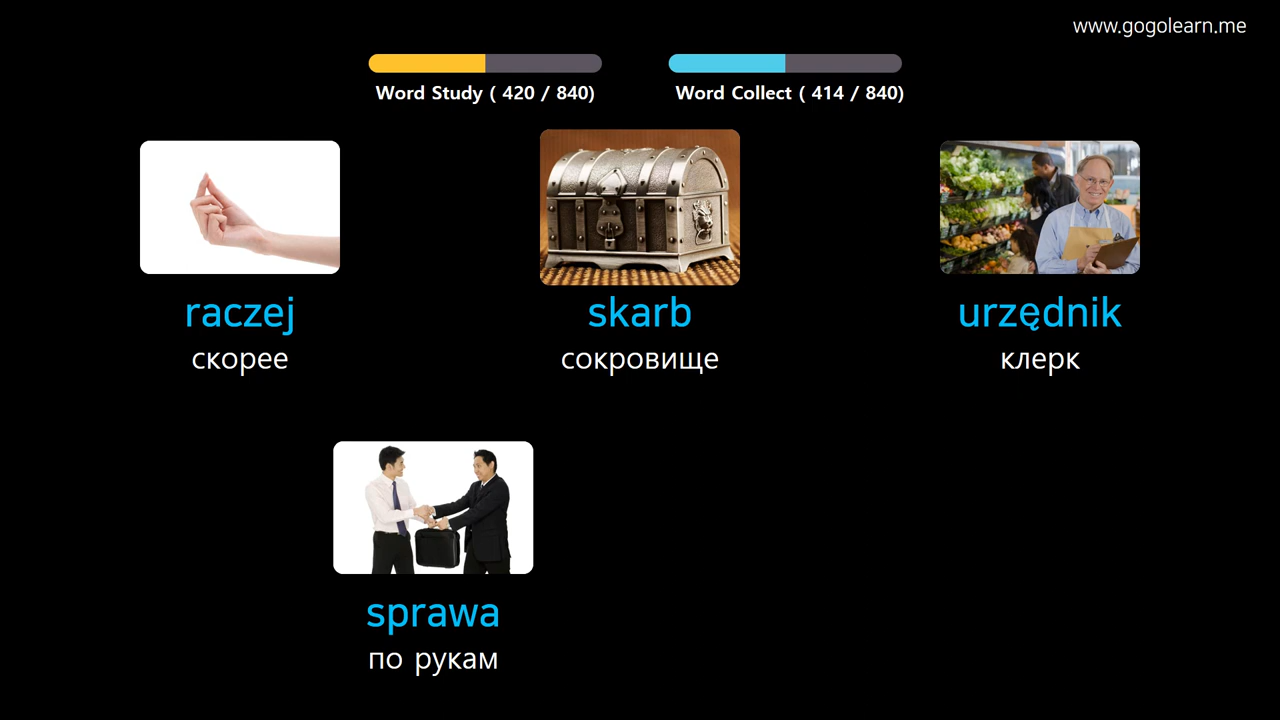 www.gogolearn.me
Word Study ( 420 / 840)
Word Collect ( 414 / 840)
raczej
скорее
skarb
сокровище
urzędnik
клерк
sprawa
по рукам